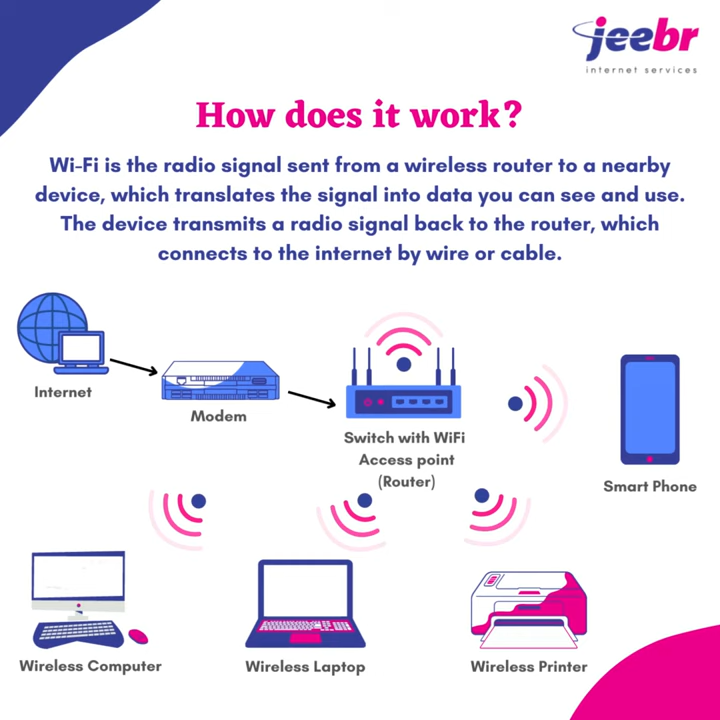 jeebr
internet services
How does it work?
Wi-Fi is the radio signal sent from a wireless router to a nearby
device, which translates the signal into data you can see and use.
The device transmits a radio signal back to the router, which
connects to the internet by wire or cable.
Internet
Modem
Switch with WiFi
Access point
(Router)
Smart Phone
Wireless Computer
Wireless Laptop
Wireless Printer